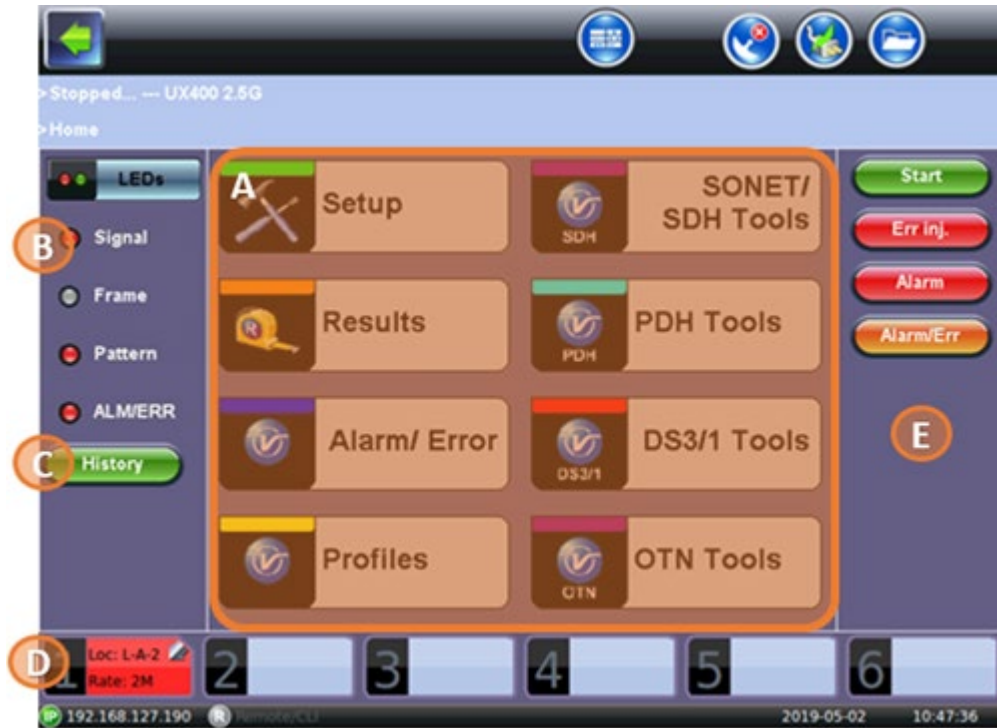 >Stopped... --- UX400 2.5G
>Home
LEDs
B
Signal
Frame
Pattern
ALM/ERR
C
History
A
Setup
SDH
SONET/
SDH Tools
R
Results
PDH
PDH Tools
Alarm/ Error
DS3/1
DS3/1 Tools
Profiles
OTN
OTN Tools
Start
Err inj.
Alarm
Alarm/Err
E
D
1
Loc: L-A-2
Rate: 2M
2
3
4
5
6
IP 192.168.127.190 R Remote/CLI 2019-05-02 10:47:36